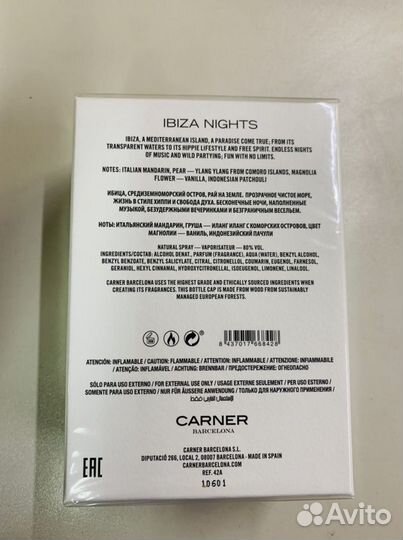 IBIZA NIGHTS
IBIZA, A MEDITERRANEAN ISLAND, A PARADISE COME TRUE; FROM ITS
TRANSPARENT WATERS TO ITS HIPPIE LIFESTYLE AND FREE SPIRIT. ENDLESS NIGHTS
OF MUSIC AND WILD PARTYING; FUN WITH NO LIMITS.
NOTES: ITALIAN MANDARIN, PEAR — YLANG YLANG FROM COMORO ISLANDS, MAGNOLIA
FLOWER — VANILLA, INDONESIAN PATCHOULI
ИБИЦА, СРЕДИЗЕМНОМОРСКИЙ ОСТРОВ, РАЙ НА ЗЕМЛЕ. ПРОЗРАЧНОЕ ЧИСТОЕ МОРЕ,
ЖИЗНЬ В СТИЛЕ ХИППИ И СВОБОДА ДУХА. БЕСКОНЕЧНЫЕ НОЧИ, НАПОЛНЕННЫЕ
МУЗЫКОЙ, БЕЗУДЕРЖНЫМИ ВЕЧЕРИНКАМИ И БЕЗГРАНИЧНЫМ ВЕСЕЛЬЕМ.
НОТЫ: ИТАЛЬЯНСКИЙ МАНДАРИН, ГРУША — ИЛАНГ ИЛАНГ С КОМОРСКИХ ОСТРОВОВ, ЦВЕТ
МАГНОЛИИ — ВАНИЛЬ, ИНДОНЕЗИЙСКИЙ ПАЧУЛИ
NATURAL SPRAY - VAPORISATEUR — 80% VOL.
INGREDIENTS/СОСТАВ: ALCOHOL DENAT., PARFUM (FRAGRANCE), AQUA (WATER), BENZYL ALCOHOL,
BENZYL BENZOATE, BENZYL SALICYLATE, CITRAL, CITRONELLOL, COUMARIN, EUGENOL, FARNESOL,
GERANIOL, HEXYL CINNAMAL, HYDROXYCITRONELLAL, ISOEUGENOL, LIMONENE, LINALOOL.
CARNER BARCELONA USES THE HIGHEST GRADE AND ETHICALLY SOURCED INGREDIENTS WHEN
CREATING ITS FRAGRANCES. THIS BOTTLE CAP IS MADE FROM WOOD FROM SUSTAINABLY
MANAGED EUROPEAN FORESTS.
8 437017 668428
ATENCIÓN: INFLAMABLE / CAUTION: FLAMMABLE / ATTENTION: INFLAMMABLE / ATTENZIONE: INFIAMMABILE
/ ATENÇÃO: INFLAMÁVEL / ACHTUNG: BRENNBAR / ПРЕДОСТЕРЕЖЕНИЕ: ОГНЕОПАСНО
SÓLO PARA USO EXTERNO / FOR EXTERNAL USE ONLY / USAGE EXTERNE SEULEMENT / PER USO ESTERNO /
SOMENTE PARA USO EXTERNO / NUR FÜR ÄUSSERE ANWENDUNG / ТОЛЬКО ДЛЯ НАРУЖНОГО ПРИМЕНЕНИЯ /
للاستعمال الخارجي فقط
CARNER
BARCELONA
CARNER BARCELONA S.L.
DIPUTACIÓ 286, LOCAL 2, 08007 BARCELONA - MADE IN SPAIN
CARNERBARCELONA.COM
REF. 42A
10601
EAC
Avito